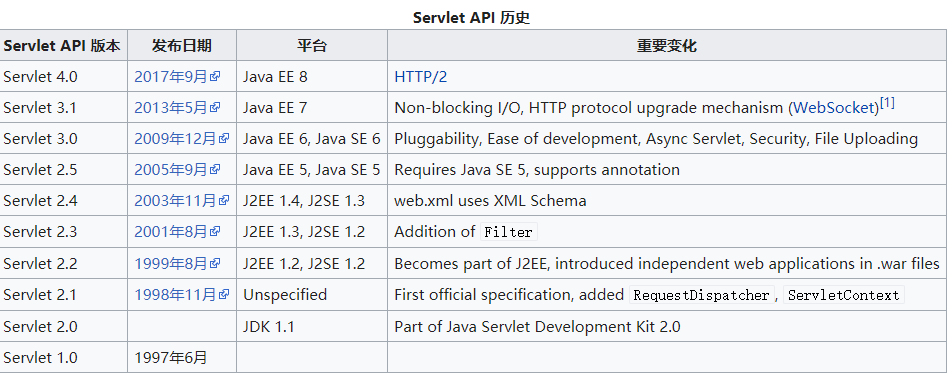 Servlet API 历史
Servlet API 版本 发布日期 平台 重要变化
Servlet 4.0 2017年9月 Java EE 8 HTTP/2
Servlet 3.1 2013年5月 Java EE 7 Non-blocking I/O, HTTP protocol upgrade mechanism (WebSocket)[1]
Servlet 3.0 2009年12月 Java EE 6, Java SE 6 Pluggability, Ease of development, Async Servlet, Security, File Uploading
Servlet 2.5 2005年9月 Java EE 5, Java SE 5 Requires Java SE 5, supports annotation
Servlet 2.4 2003年11月 J2EE 1.4, J2SE 1.3 web.xml uses XML Schema
Servlet 2.3 2001年8月 J2EE 1.3, J2SE 1.2 Addition of Filter
Servlet 2.2 1999年8月 J2EE 1.2, J2SE 1.2 Becomes part of J2EE, introduced independent web applications in .war files
Servlet 2.1 1998年11月 Unspecified First official specification, added RequestDispatcher, ServletContext
Servlet 2.0 JDK 1.1 Part of Java Servlet Development Kit 2.0
Servlet 1.0 1997年6月